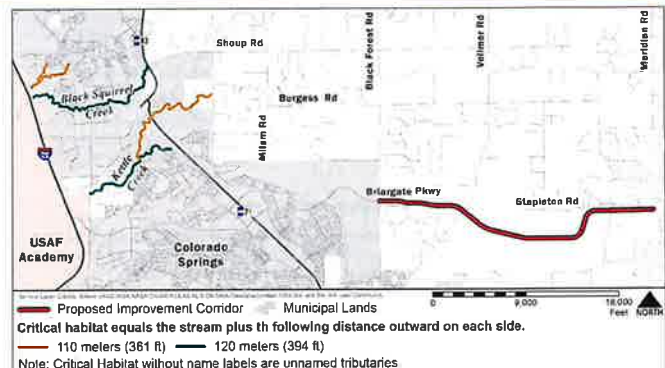 Shoup Rd
Black Forest Rd
Vollmer Rd
Meridian Rd
Black Squirrel
Creek
Burgess Rd
Milam Rd
Kettle
Creek
Briargate Pkwy
Stapleton Rd
USAF
Academy
Colorado
Springs
0 9,000 18,000
Feet
NORTH
Proposed Improvement Corridor
Municipal Lands
Critical habitat equals the stream plus th following distance outward on each side.
110 meters (361 ft)
120 meters (394 ft)
Note: Critical Habitat without name labels are unnamed tributaries